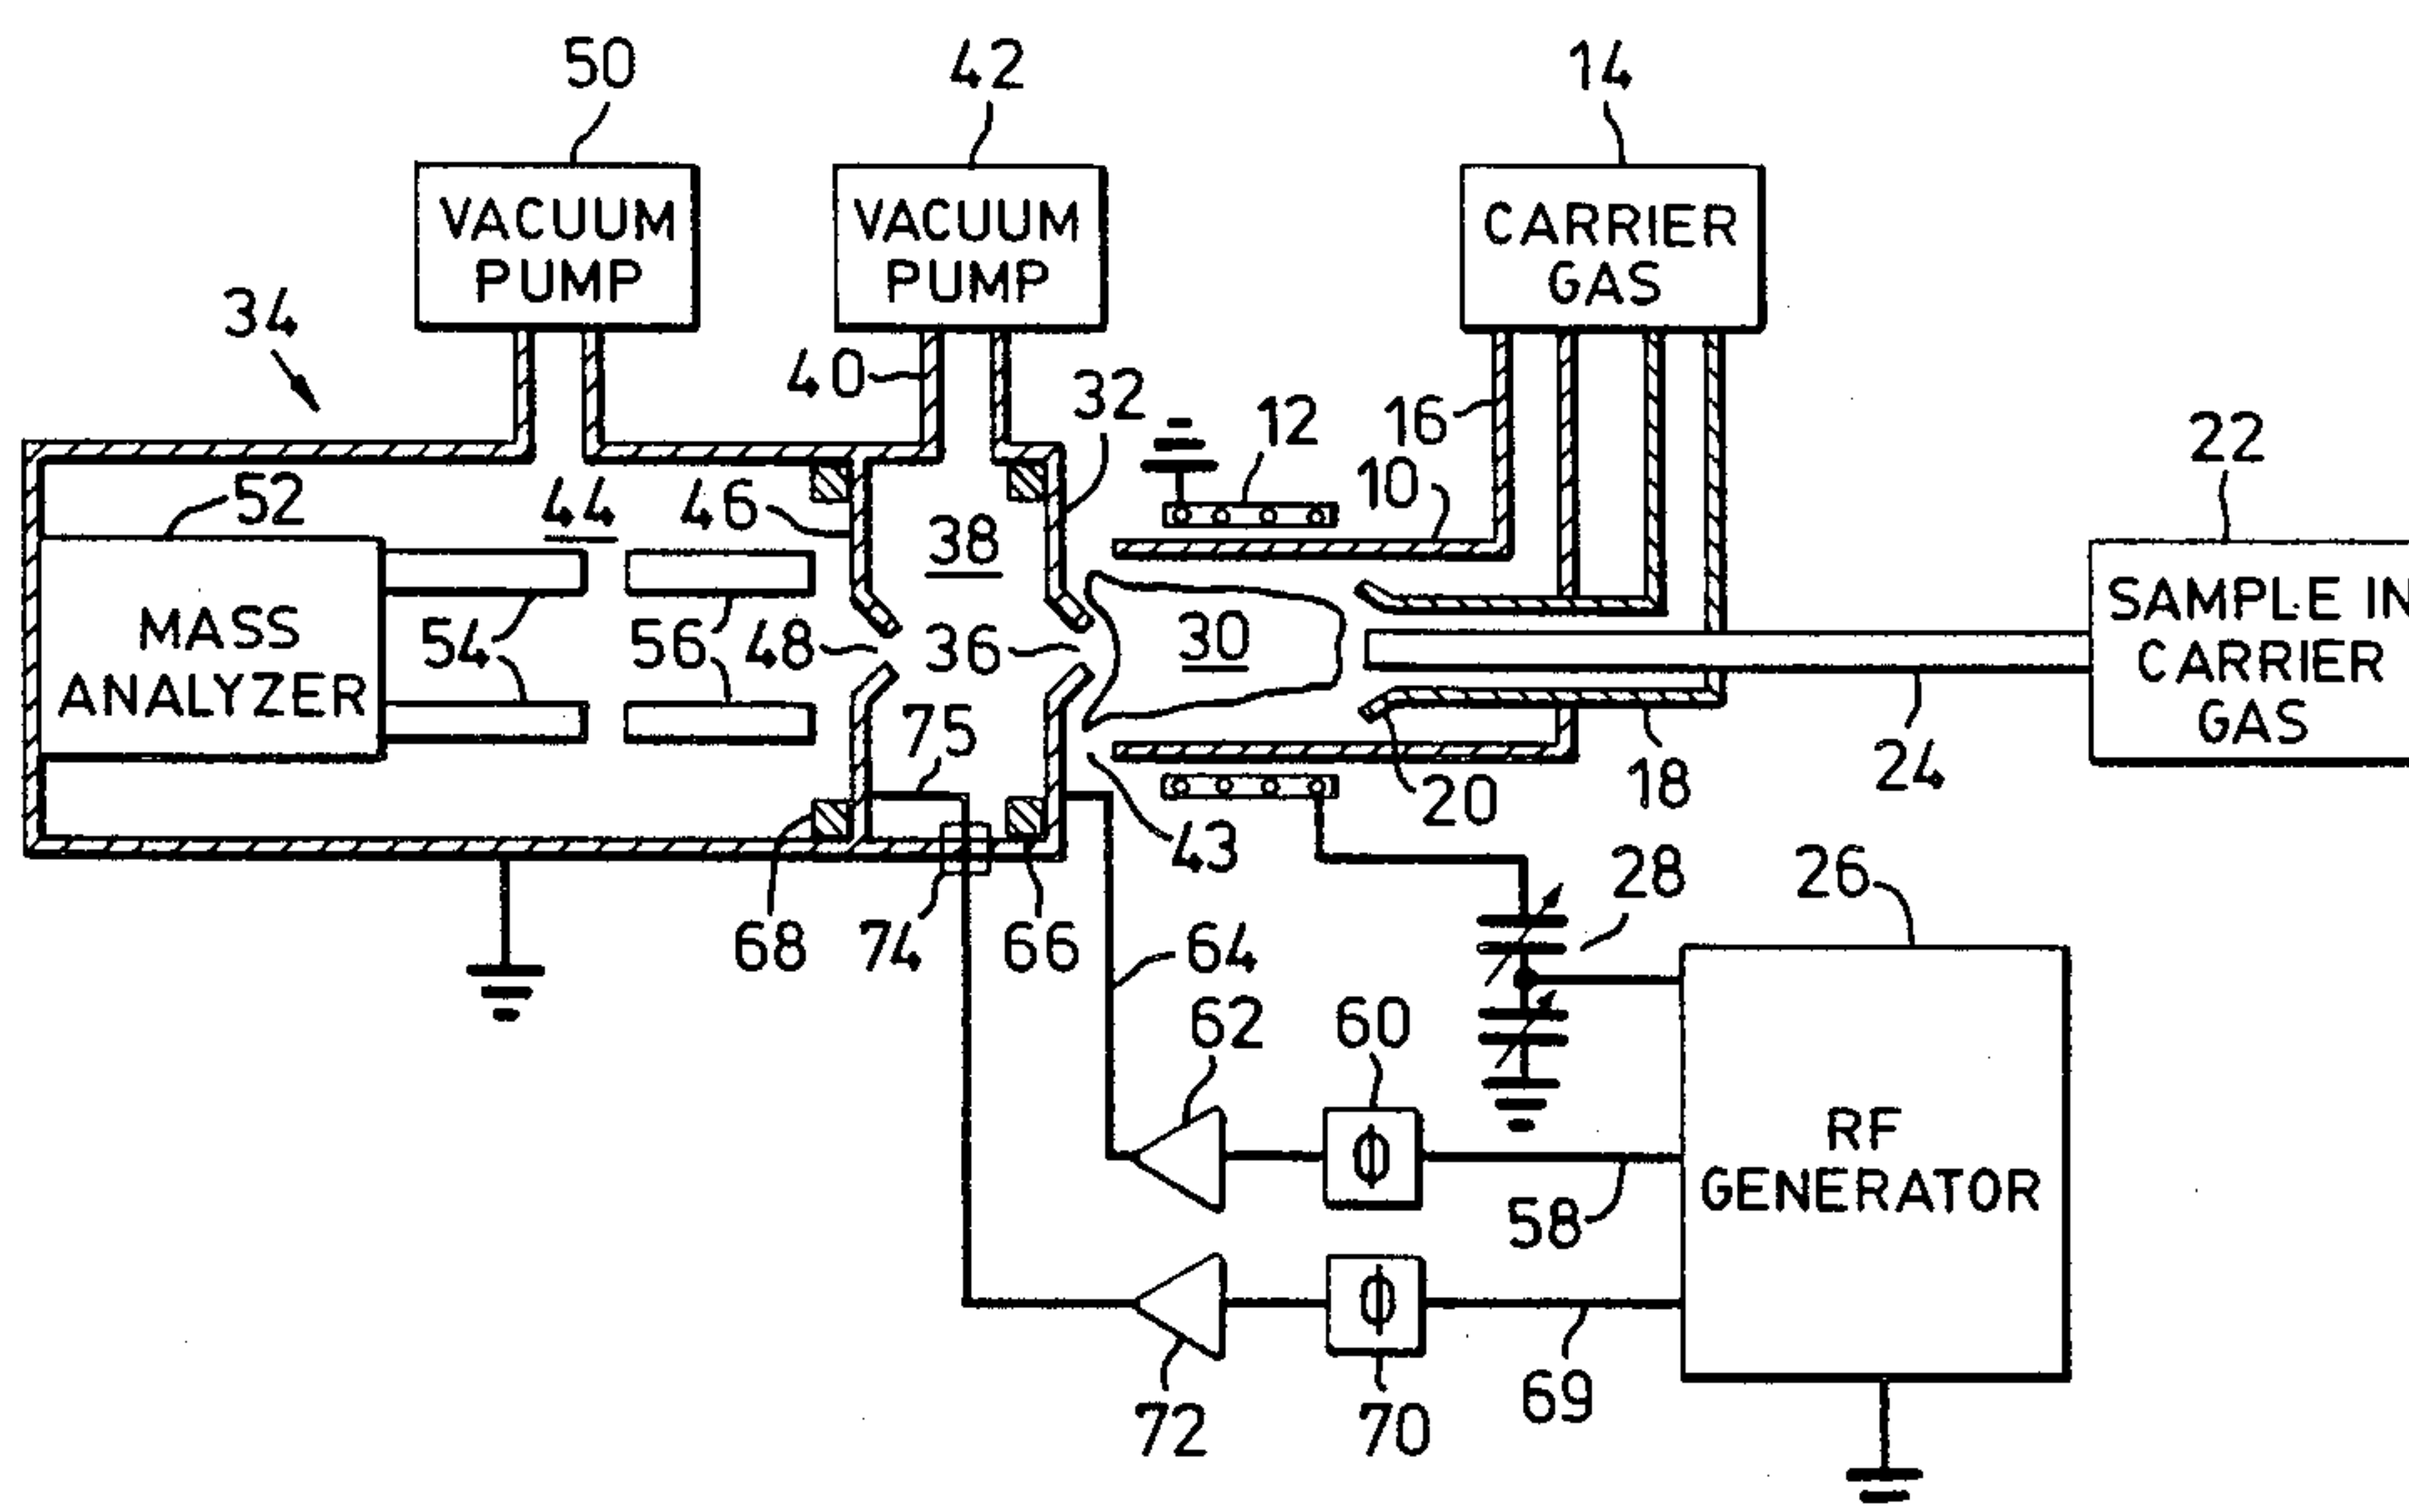 50
42
14
VACUUM
PUMP
VACUUM
PUMP
CARRIER
GAS
34
40
32
12
16
22
10
52
44
46
38
SAMPLE IN
CARRIER
GAS
MASS
ANALYZER
54
56
48
36
30
75
20
18
24
43
28
26
68
74
66
64
62
60
Φ
RF
GENERATOR
58
Φ
72
70
69